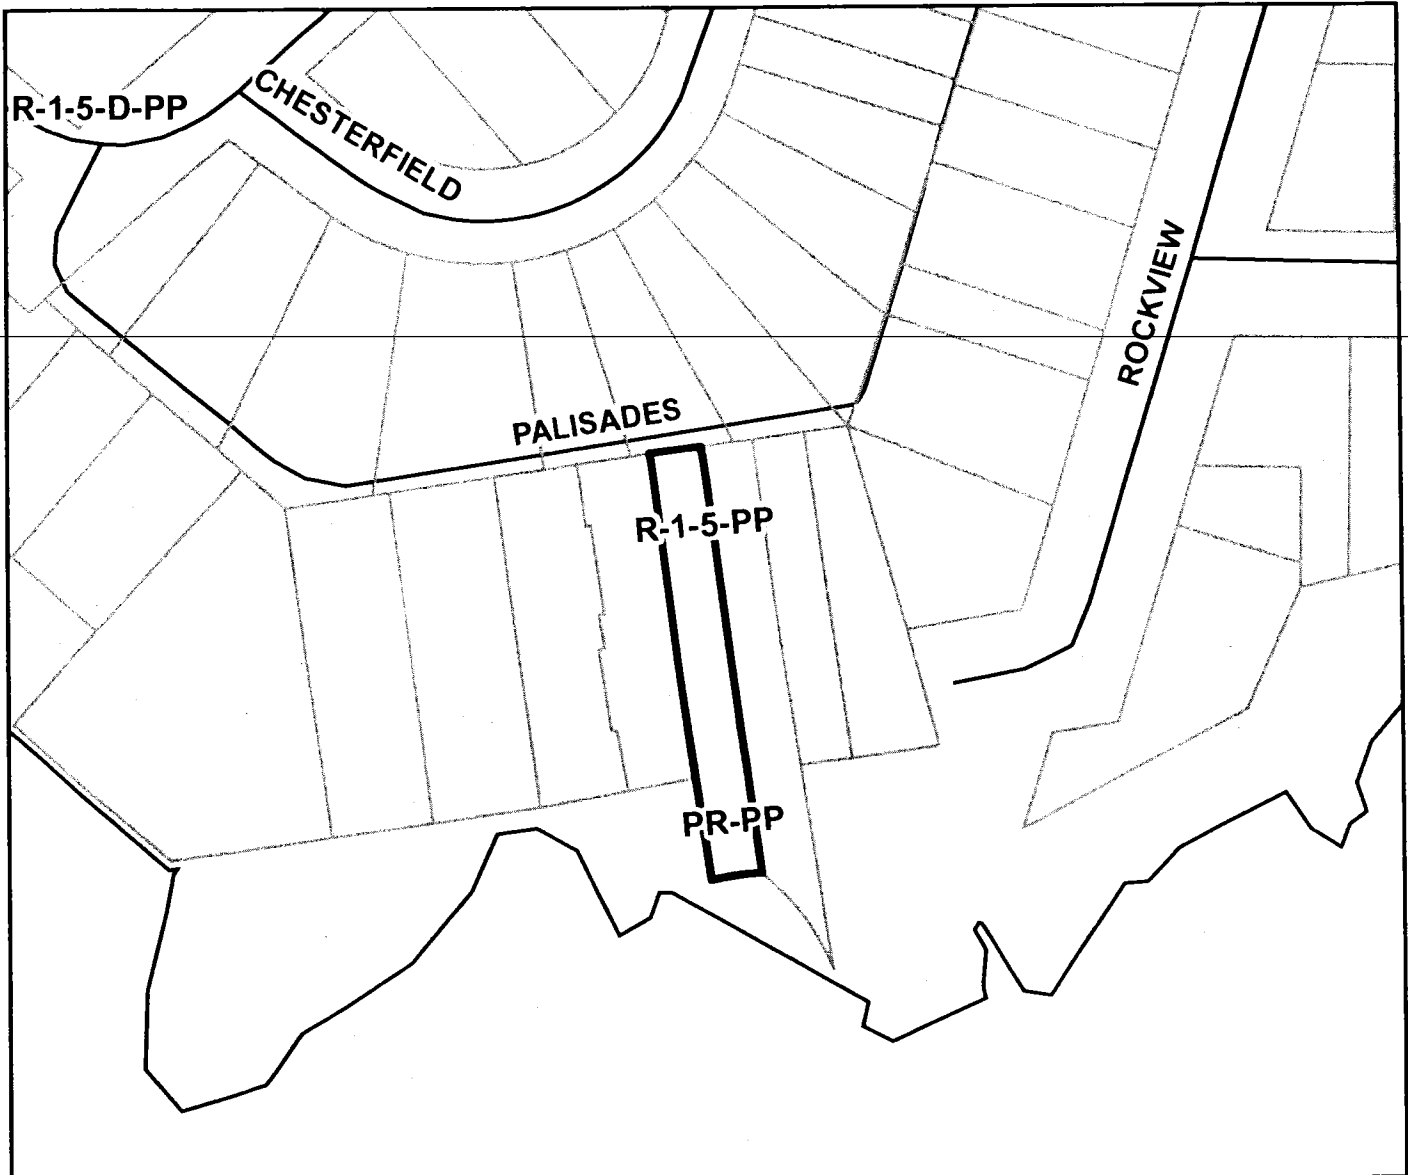 R-1-5-D-PP
CHESTERFIELD
ROCKVIEW
PALISADES
R-1-5-PP
PR-PP